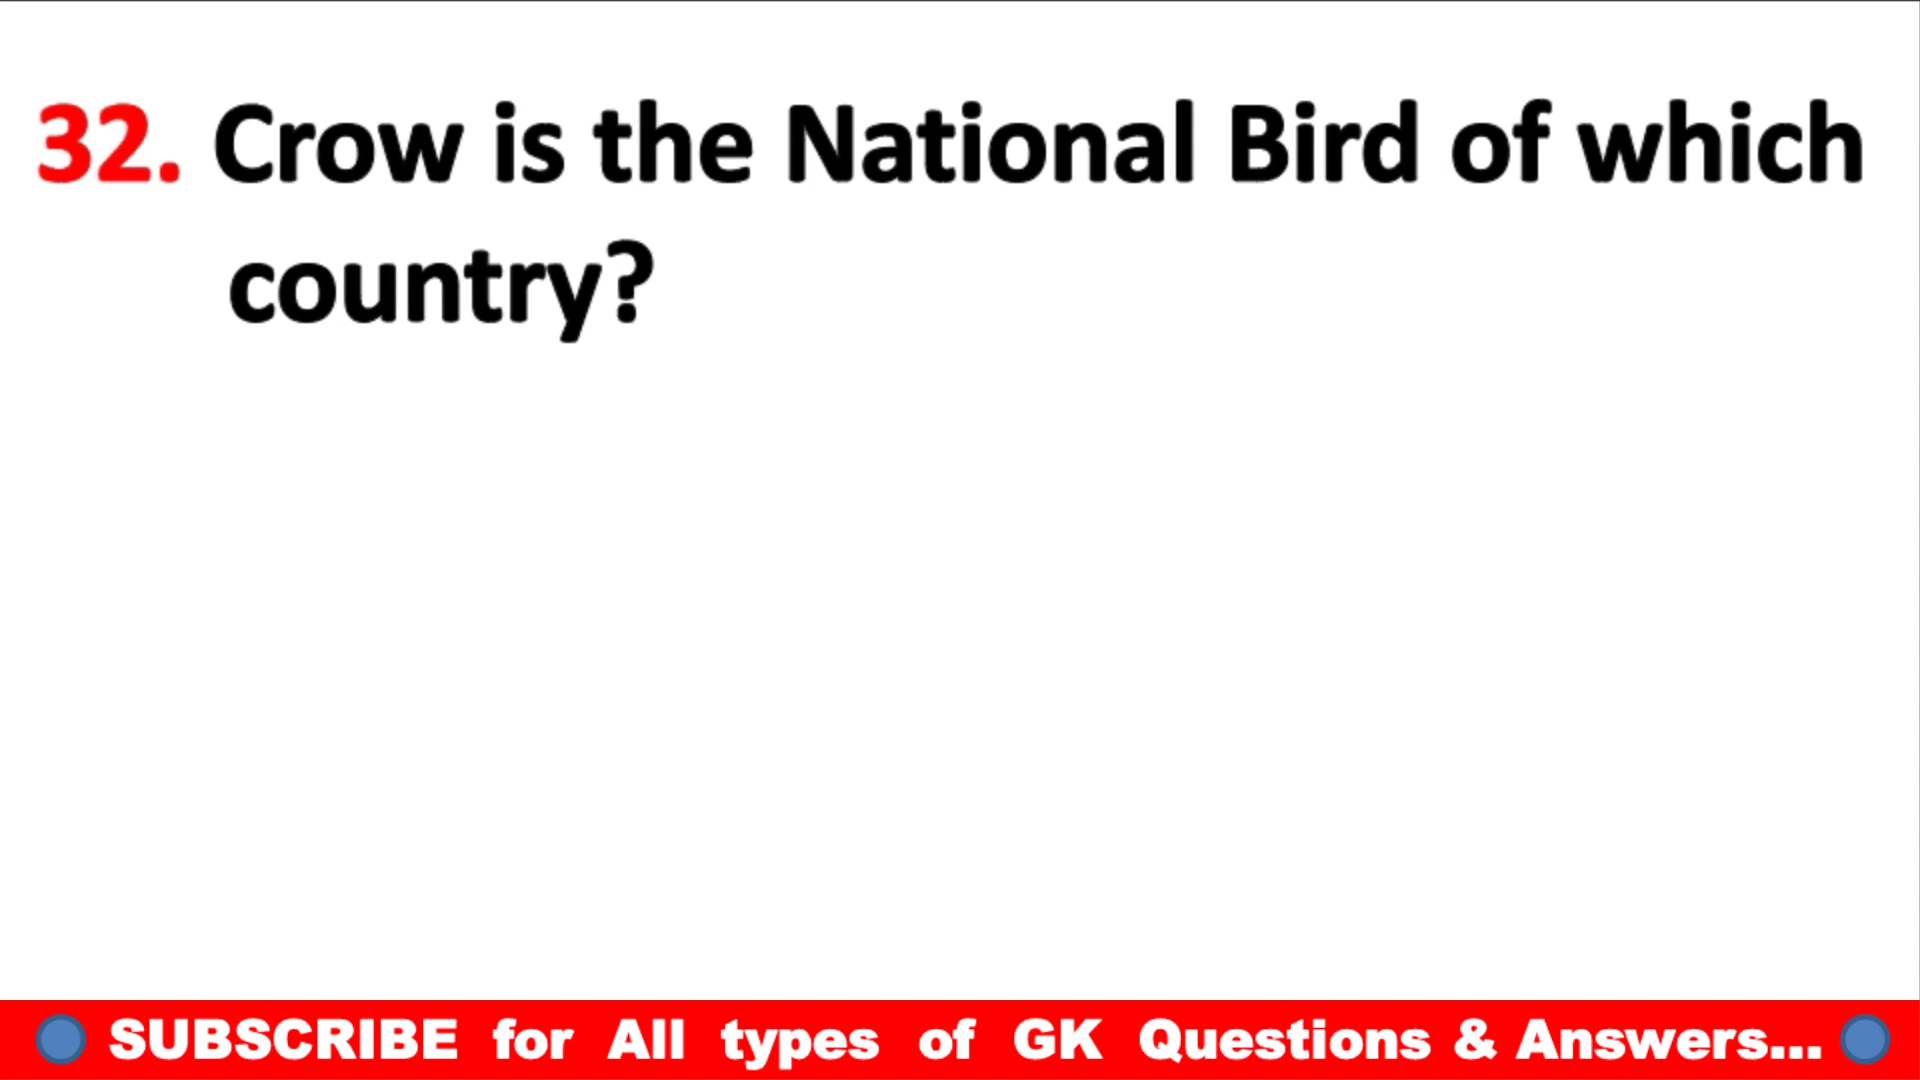 32. Crow is the National Bird of which
country?
SUBSCRIBE for All types of GK Questions & Answers...